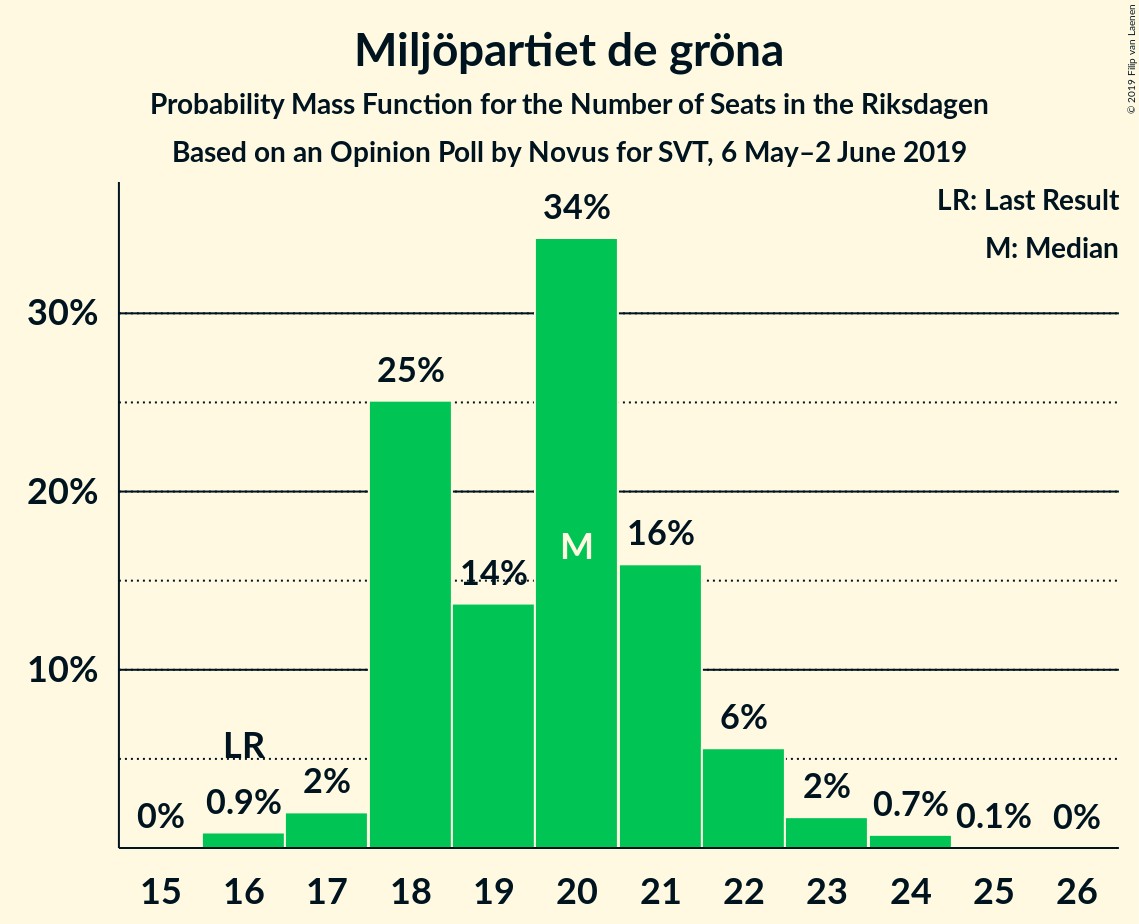 Miljöpartiet de gröna
Probability Mass Function for the Number of Seats in the Riksdagen
Based on an Opinion Poll by Novus for SVT, 6 May–2 June 2019
© 2019 Filip van Laenen
LR: Last Result
M: Median
34%
30%
25%
20%
16%
M
14%
10%
LR
6%
0%
0.9%
2%
2%
0.7%
0.1%
0%
15 16 17 18 19 20 21 22 23 24 25 26